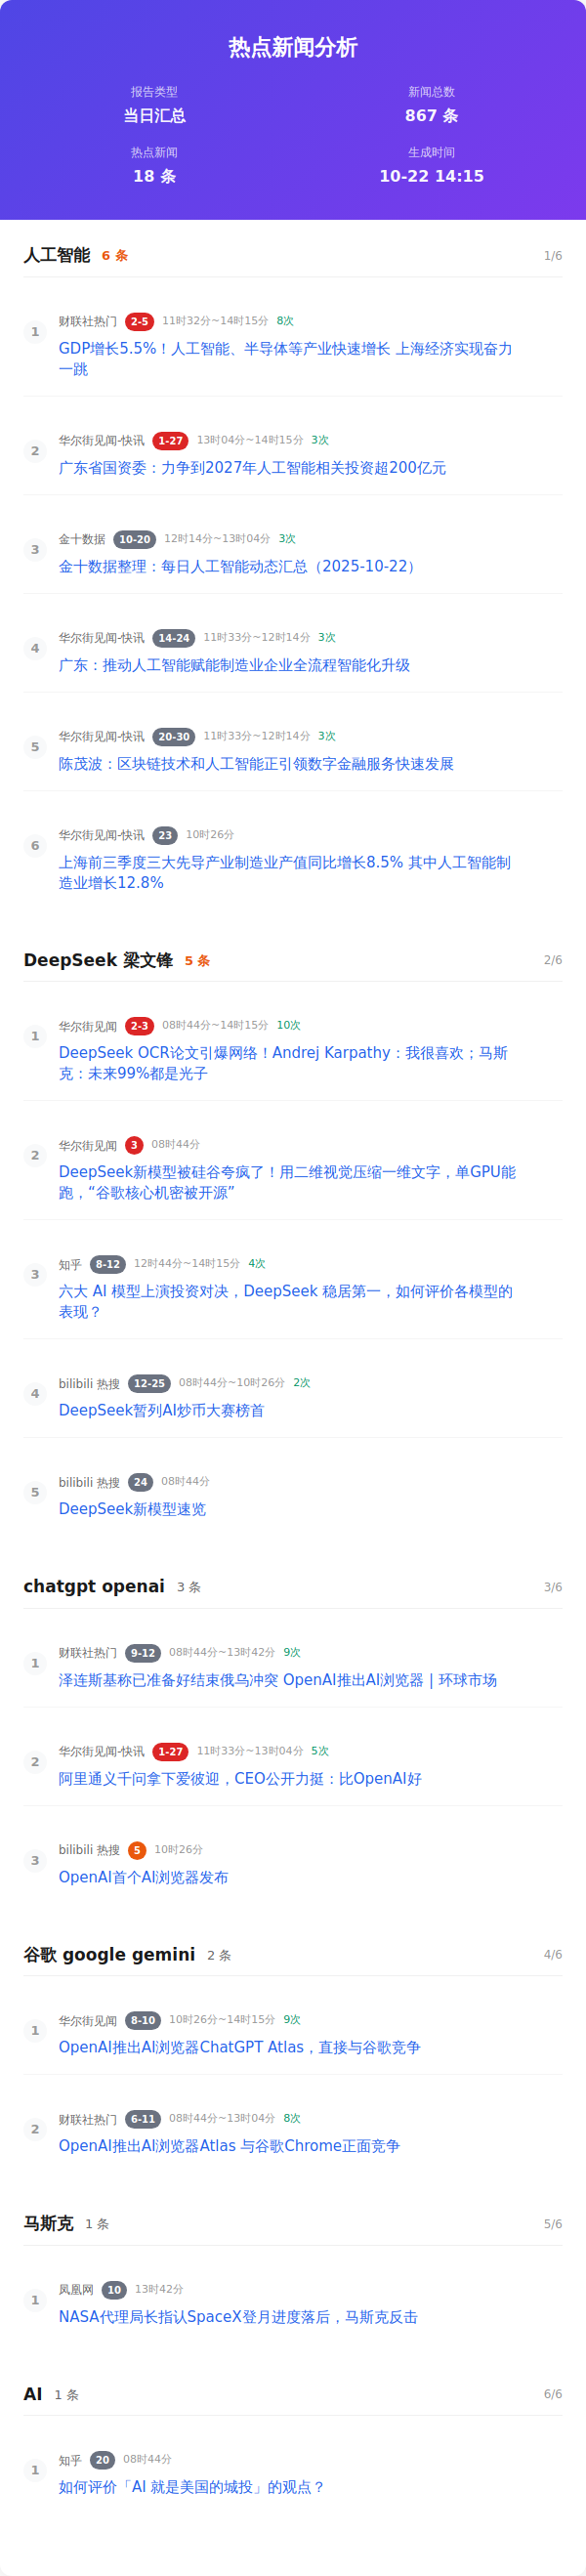 热点新闻分析
报告类型
当日汇总
新闻总数
867 条
热点新闻
18 条
生成时间
10-22 14:15
人工智能 6 条 1/6
1
财联社热门 2-5 11时32分~14时15分 8次
GDP增长5.5%！人工智能、半导体等产业快速增长 上海经济实现奋力
一跳
2
华尔街见闻-快讯 1-27 13时04分~14时15分 3次
广东省国资委：力争到2027年人工智能相关投资超200亿元
3
金十数据 10-20 12时14分~13时04分 3次
金十数据整理：每日人工智能动态汇总（2025-10-22）
4
华尔街见闻-快讯 14-24 11时33分~12时14分 3次
广东：推动人工智能赋能制造业企业全流程智能化升级
5
华尔街见闻-快讯 20-30 11时33分~12时14分 3次
陈茂波：区块链技术和人工智能正引领数字金融服务快速发展
6
华尔街见闻-快讯 23 10时26分
上海前三季度三大先导产业制造业产值同比增长8.5% 其中人工智能制
造业增长12.8%
DeepSeek 梁文锋 5 条 2/6
1
华尔街见闻 2-3 08时44分~14时15分 10次
DeepSeek OCR论文引爆网络！Andrej Karpathy：我很喜欢；马斯
克：未来99%都是光子
2
华尔街见闻 3 08时44分
DeepSeek新模型被硅谷夸疯了！用二维视觉压缩一维文字，单GPU能
跑，“谷歌核心机密被开源”
3
知乎 8-12 12时44分~14时15分 4次
六大 AI 模型上演投资对决，DeepSeek 稳居第一，如何评价各模型的
表现？
4
bilibili 热搜 12-25 08时44分~10时26分 2次
DeepSeek暂列AI炒币大赛榜首
5
bilibili 热搜 24 08时44分
DeepSeek新模型速览
chatgpt openai 3 条 3/6
1
财联社热门 9-12 08时44分~13时42分 9次
泽连斯基称已准备好结束俄乌冲突 OpenAI推出AI浏览器 | 环球市场
2
华尔街见闻-快讯 1-27 11时33分~13时04分 5次
阿里通义千问拿下爱彼迎，CEO公开力挺：比OpenAI好
3
bilibili 热搜 5 10时26分
OpenAI首个AI浏览器发布
谷歌 google gemini 2 条 4/6
1
华尔街见闻 8-10 10时26分~14时15分 9次
OpenAI推出AI浏览器ChatGPT Atlas，直接与谷歌竞争
2
财联社热门 6-11 08时44分~13时04分 8次
OpenAI推出AI浏览器Atlas 与谷歌Chrome正面竞争
马斯克 1 条 5/6
1
凤凰网 10 13时42分
NASA代理局长指认SpaceX登月进度落后，马斯克反击
AI 1 条 6/6
1
知乎 20 08时44分
如何评价「AI 就是美国的城投」的观点？